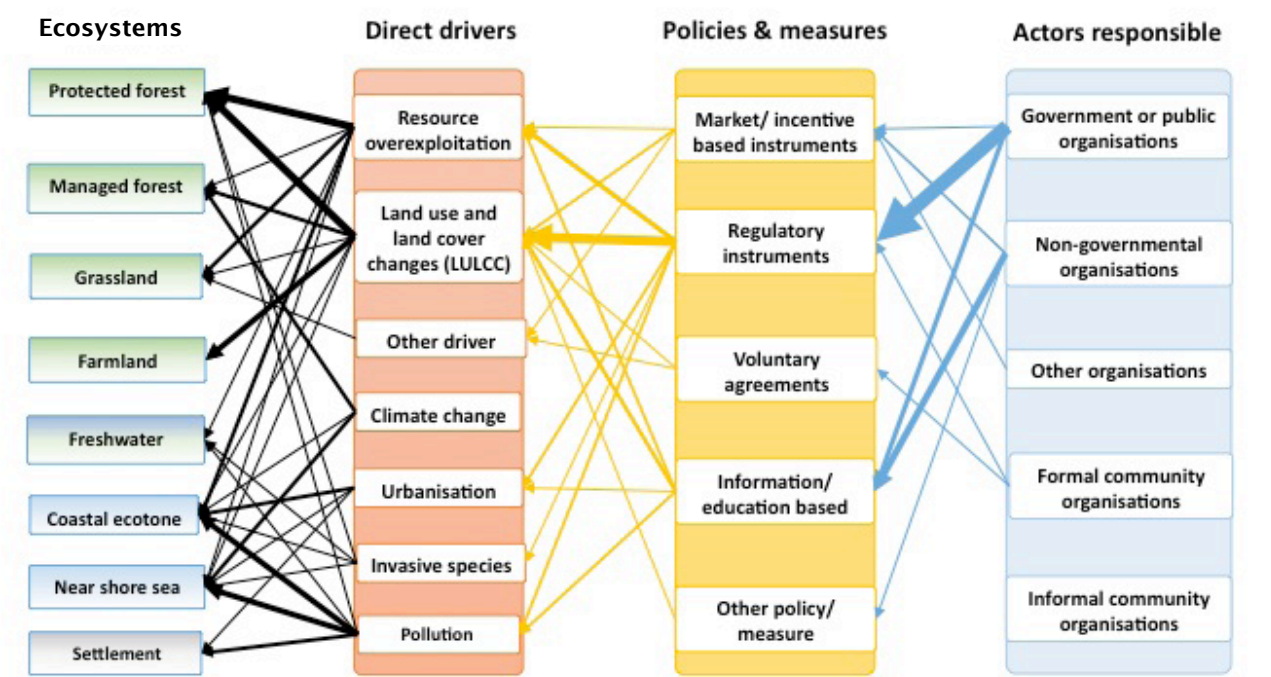 Ecosystems
Direct drivers
Policies & measures
Actors responsible
Protected forest
Managed forest
Grassland
Farmland
Freshwater
Coastal ecotone
Near shore sea
Settlement
Resource
overexploitation
Land use and
land cover
changes (LULCC)
Other driver
Climate change
Urbanisation
Invasive species
Pollution
Market/ incentive
based instruments
Regulatory
instruments
Voluntary
agreements
Information/
education based
Other policy/
measure
Government or public
organisations
Non-governmental
organisations
Other organisations
Formal community
organisations
Informal community
organisations